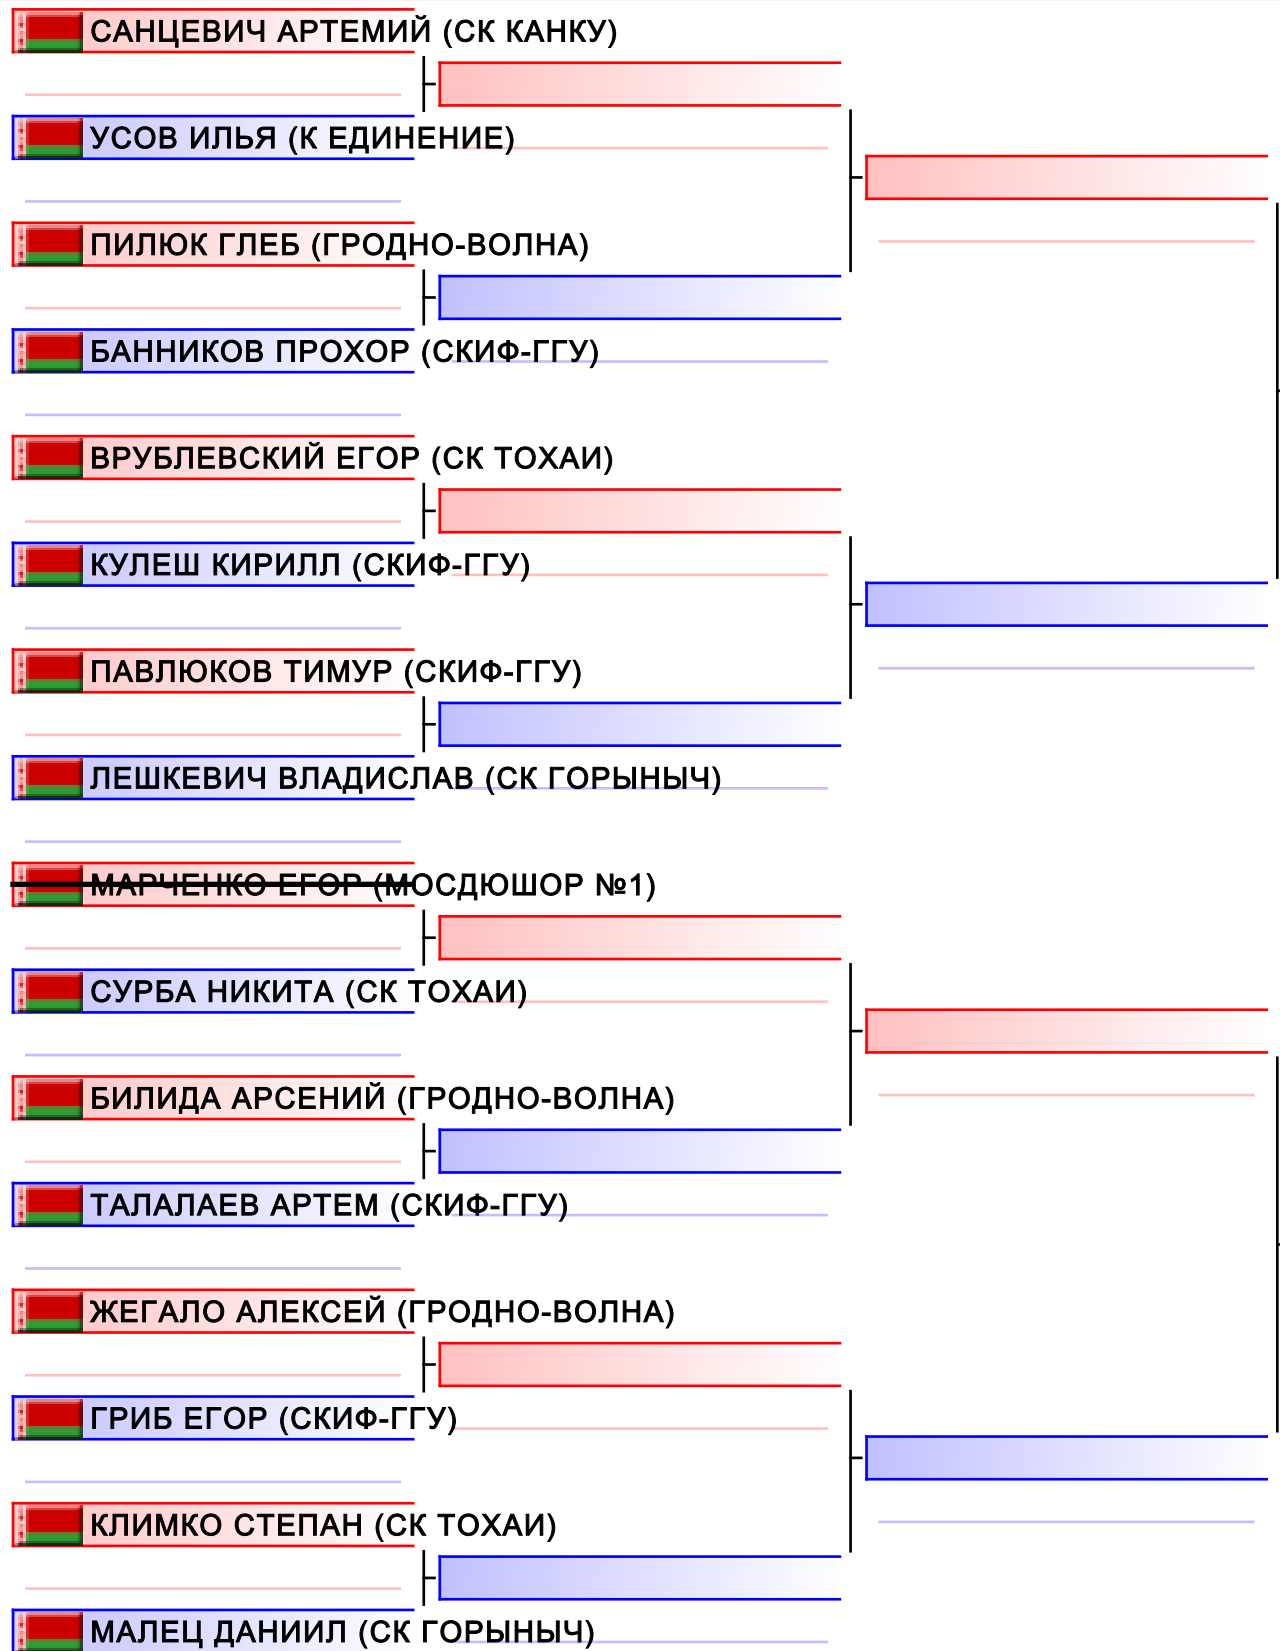 САНЦЕВИЧ АРТЕМИЙ (СК КАНКУ)
УСОВ ИЛЬЯ (К ЕДИНЕНИЕ)
ПИЛЮК ГЛЕБ (ГРОДНО-ВОЛНА)
БАННИКОВ ПРОХОР (СКИФ-ГГУ)
ВРУБЛЕВСКИЙ ЕГОР (СК ТОХАИ)
КУЛЕШ КИРИЛЛ (СКИФ-ГГУ)
ПАВЛЮКОВ ТИМУР (СКИФ-ГГУ)
ЛЕШКЕВИЧ ВЛАДИСЛАВ (СК ГОРЫНЫЧ)
МАРЧЕНКО ЕГОР (МОСДЮШОР №1)
СУРБА НИКИТА (СК ТОХАИ)
БИЛИДА АРСЕНИЙ (ГРОДНО-ВОЛНА)
ТАЛАЛАЕВ АРТЕМ (СКИФ-ГГУ)
ЖЕГАЛО АЛЕКСЕЙ (ГРОДНО-ВОЛНА)
ГРИБ ЕГОР (СКИФ-ГГУ)
КЛИМКО СТЕПАН (СК ТОХАИ)
МАЛЕЦ ДАНИИЛ (СК ГОРЫНЫЧ)